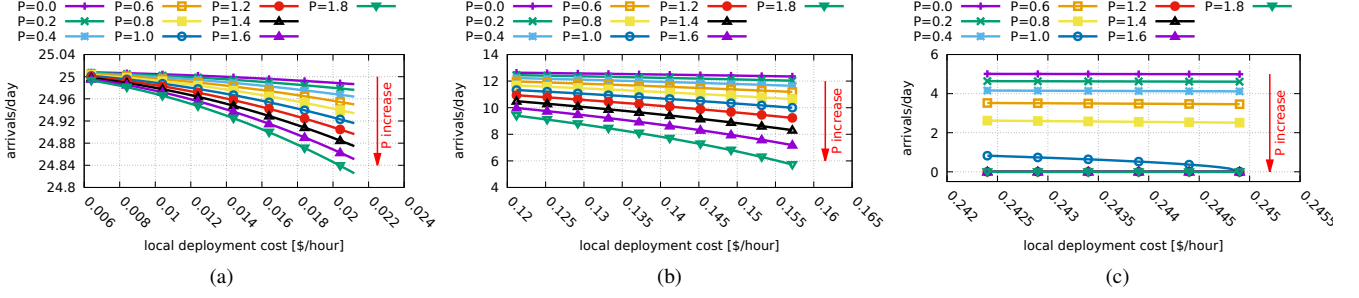 P=0.0 P=0.6 P=1.2 P=1.8
P=0.2 P=0.8 P=1.4
P=0.4 P=1.0 P=1.6
25.04
25
24.96
24.92
24.88
24.84
24.8
arrivals/day
P increase
0.006 0.008 0.01 0.012 0.014 0.016 0.018 0.02 0.022 0.024
local deployment cost [$/hour]
(a)
P=0.0 P=0.6 P=1.2 P=1.8
P=0.2 P=0.8 P=1.4
P=0.4 P=1.0 P=1.6
14
12
10
8
6
4
arrivals/day
P increase
0.12 0.125 0.13 0.135 0.14 0.145 0.15 0.155 0.16 0.165
local deployment cost [$/hour]
(b)
P=0.0 P=0.6 P=1.2 P=1.8
P=0.2 P=0.8 P=1.4
P=0.4 P=1.0 P=1.6
6
4
2
0
arrivals/day
P increase
0.242 0.2425 0.243 0.2435 0.244 0.2445 0.245 0.2455
local deployment cost [$/hour]
(c)